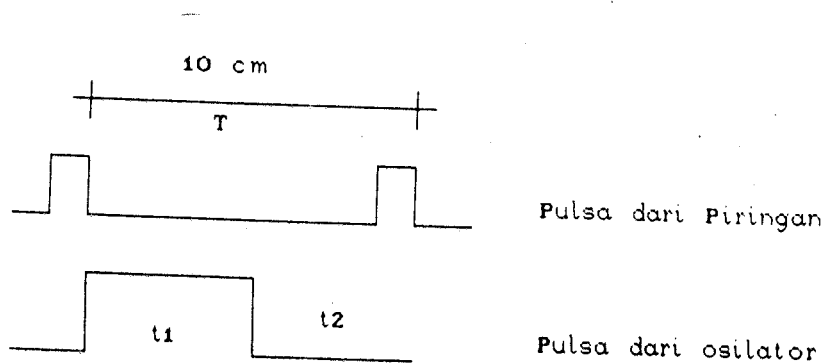 10 cm
T
Pulsa dari Piringan
t1 t2
Pulsa dari osilator